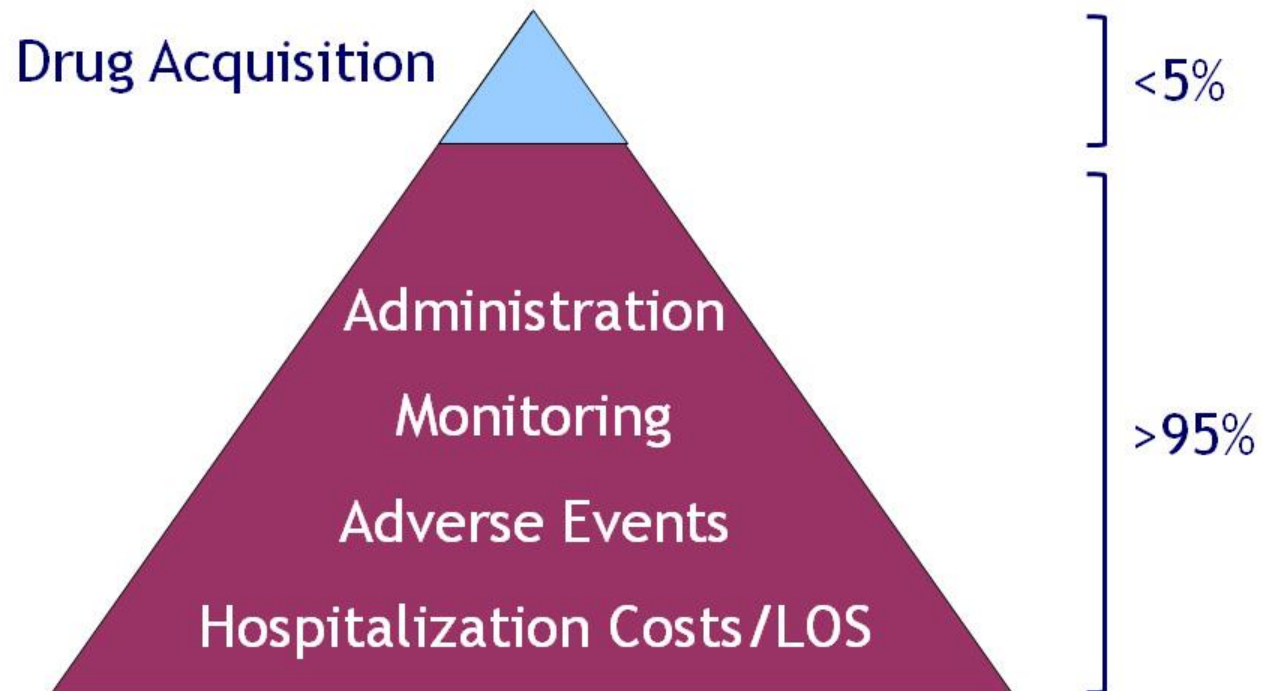 Drug Acquisition
<5%
Administration
Monitoring
>95%
Adverse Events
Hospitalization Costs/LOS